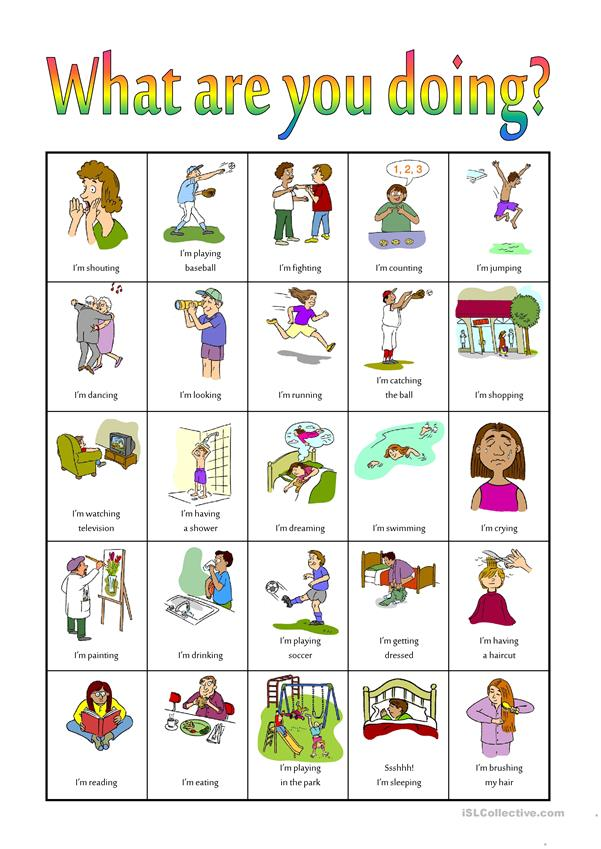 What are you doing?
I'm shouting
I'm playing
baseball
I'm fighting
1, 2, 3
I'm counting
I'm jumping
I'm dancing
I'm looking
I'm running
I'm catching
the ball
I'm shopping
I'm watching
television
I'm having
a shower
I'm dreaming
I'm swimming
I'm crying
I'm painting
I'm drinking
I'm playing
soccer
I'm getting
dressed
I'm having
a haircut
I'm reading
I'm eating
I'm playing
in the park
Ssshhh!
I'm sleeping
I'm brushing
my hair
iSLCollective.com